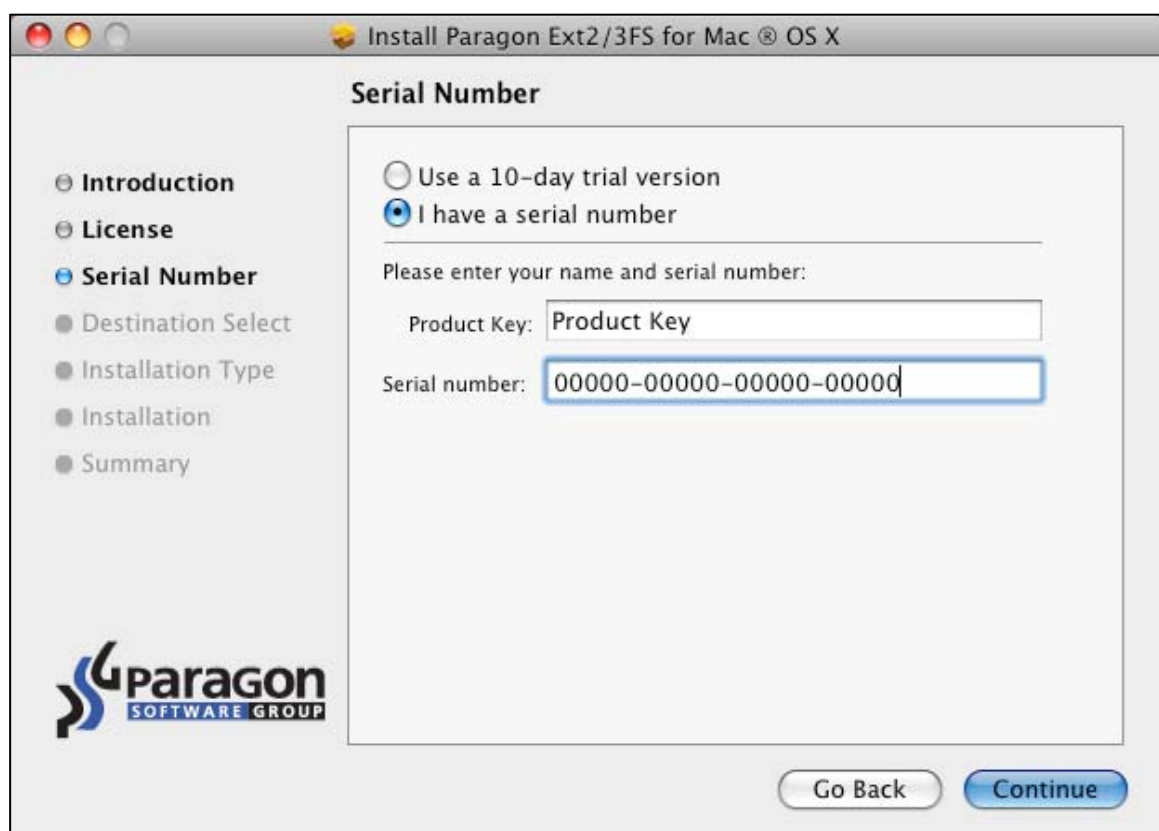 Install Paragon Ext2/3FS for Mac ® OS X
Serial Number
Introduction
License
Serial Number
Destination Select
Installation Type
Installation
Summary
Use a 10-day trial version
I have a serial number
Please enter your name and serial number:
Product Key: Product Key
Serial number: 00000-00000-00000-00000
PARAGON
SOFTWARE GROUP
Go Back
Continue